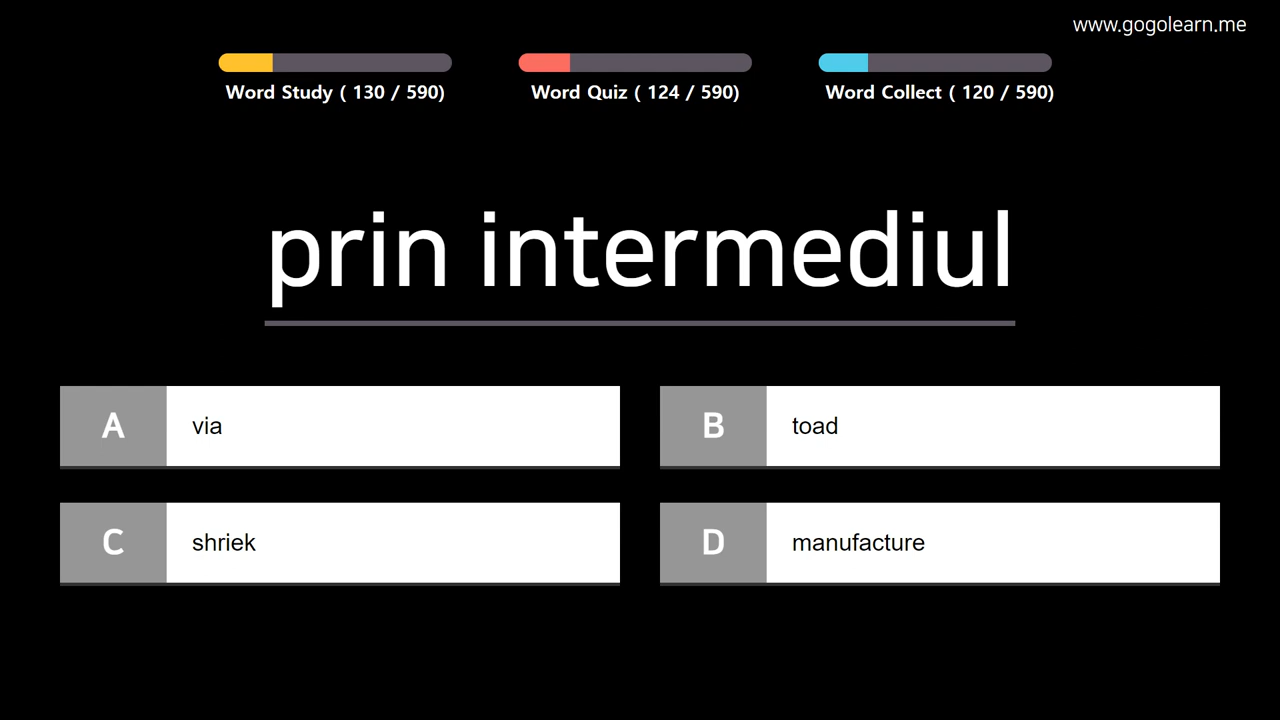 www.gogolearn.me
Word Study ( 130 / 590)
Word Quiz ( 124 / 590)
Word Collect ( 120 / 590)
prin intermediul
A via
B toad
C shriek
D manufacture